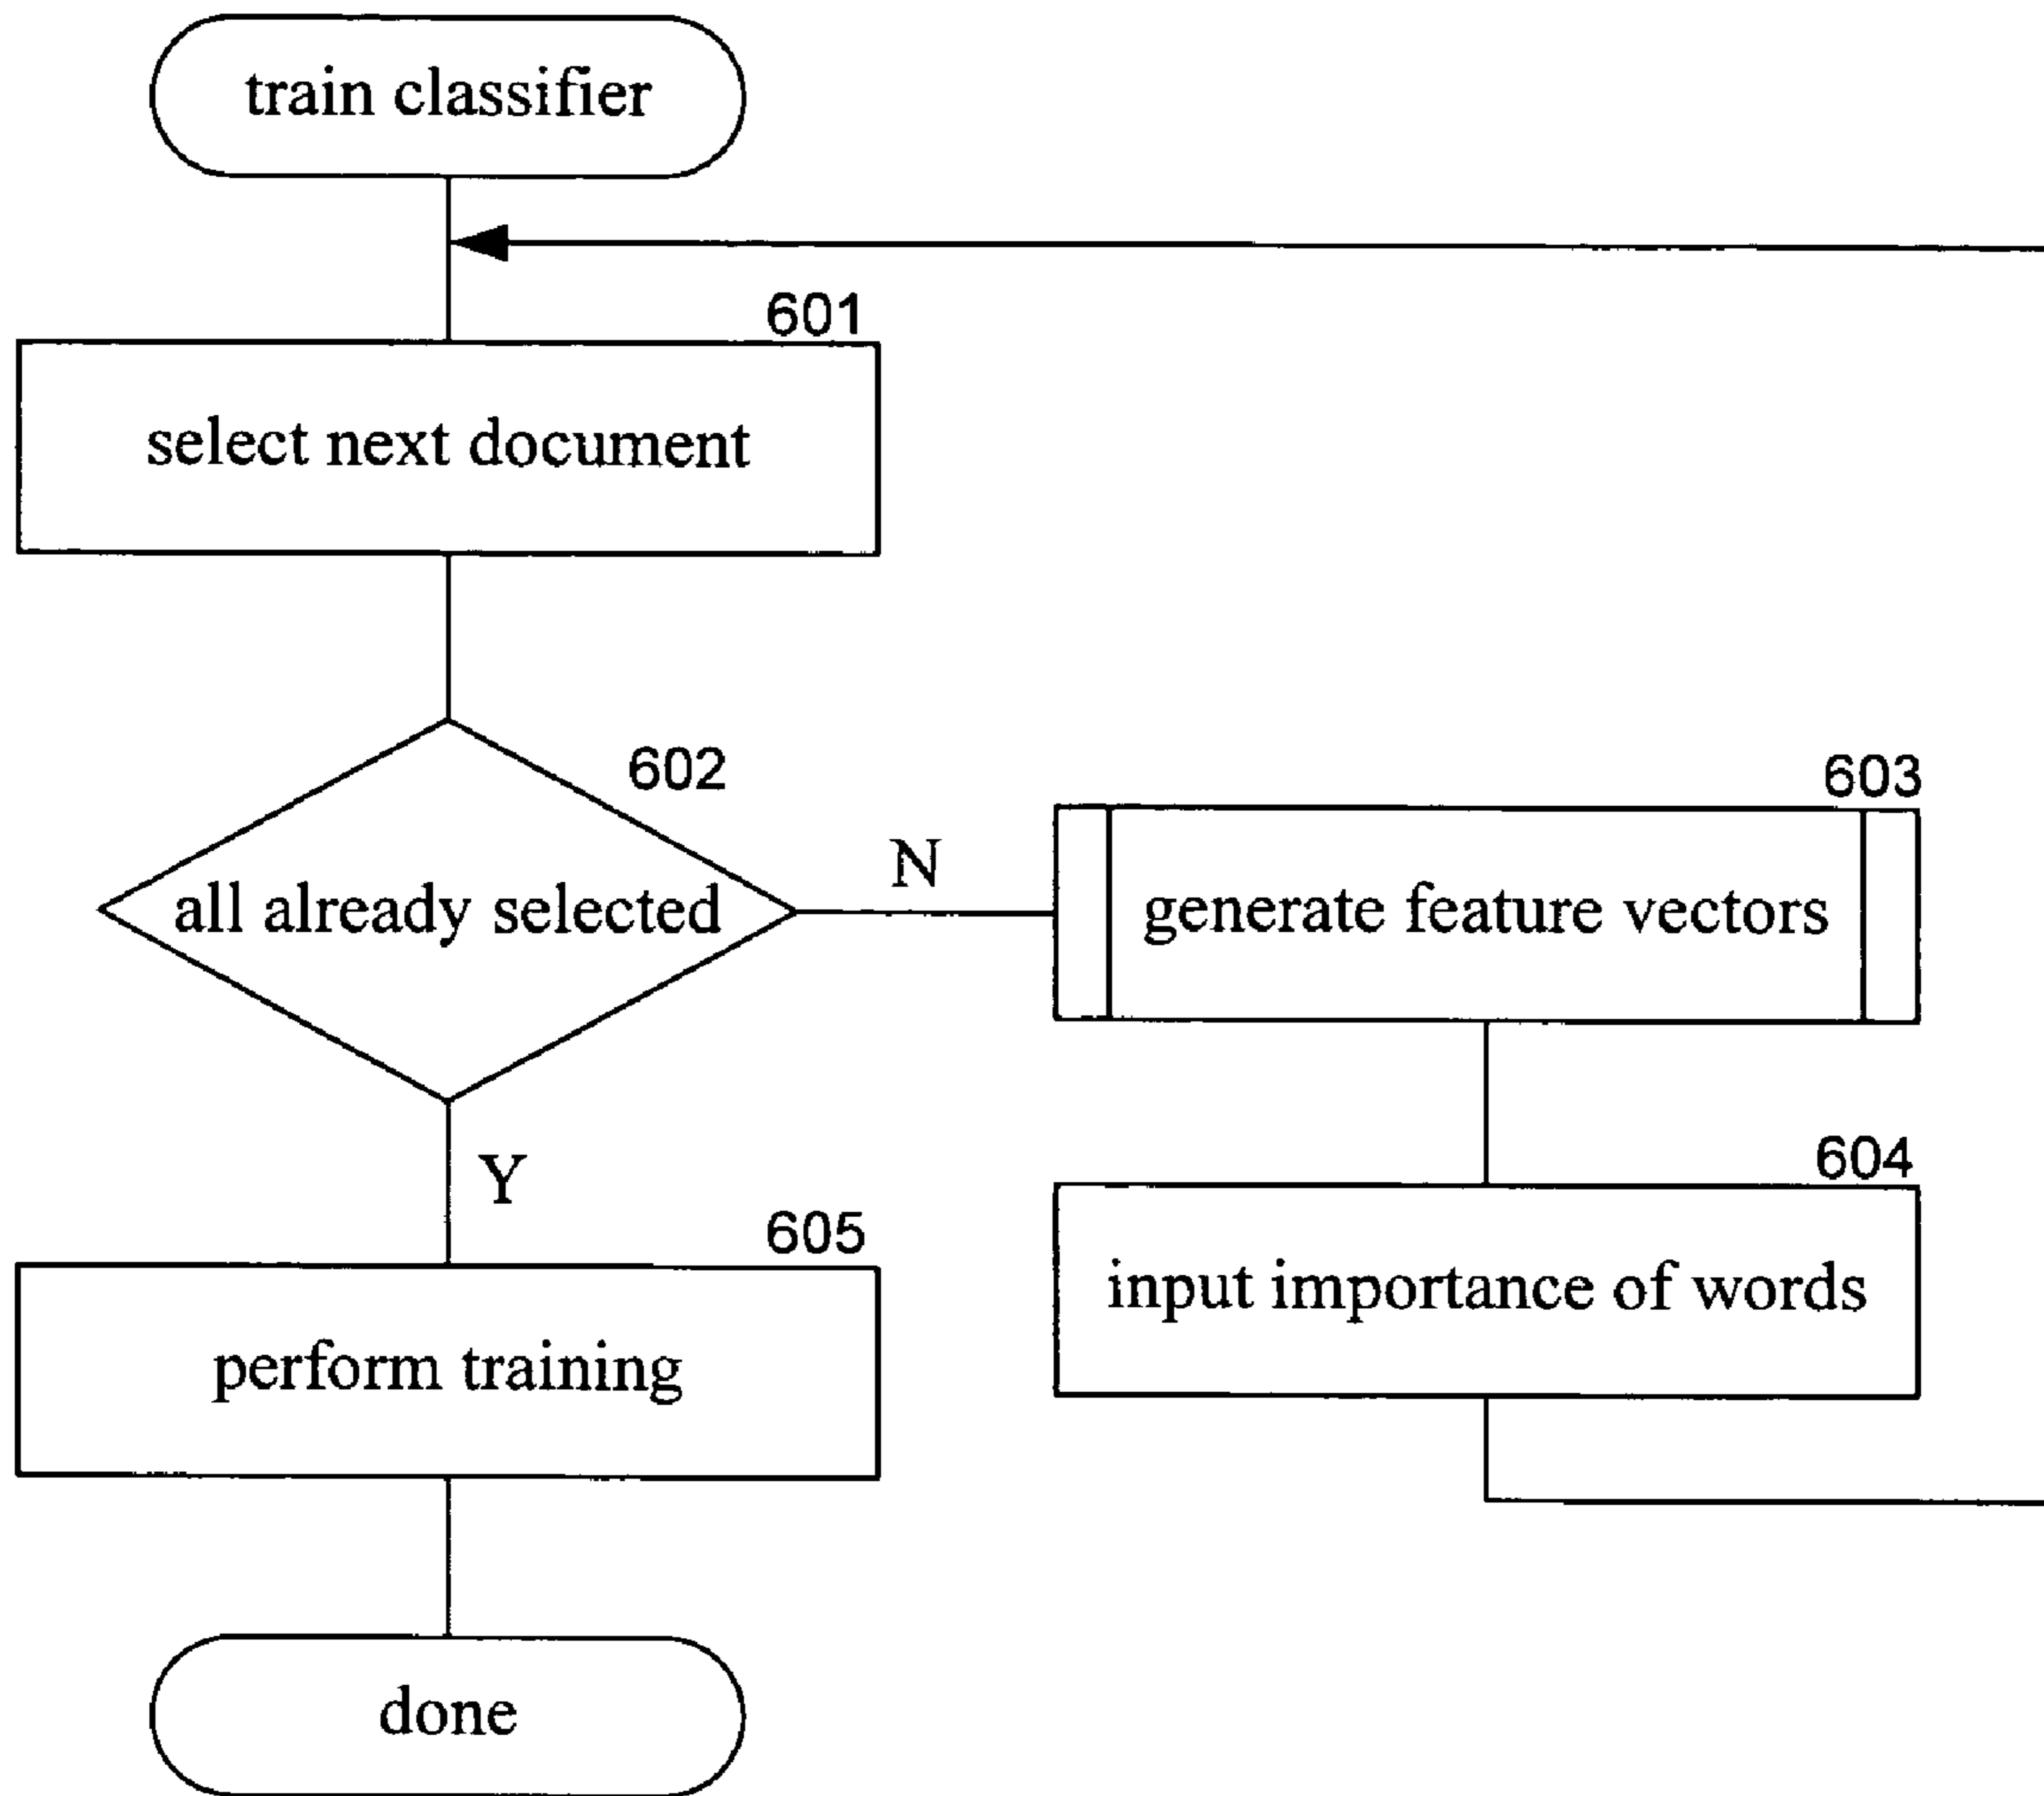 train classifier
601
select next document
602
all already selected
N
603
generate feature vectors
Y
604
input importance of words
605
perform training
done